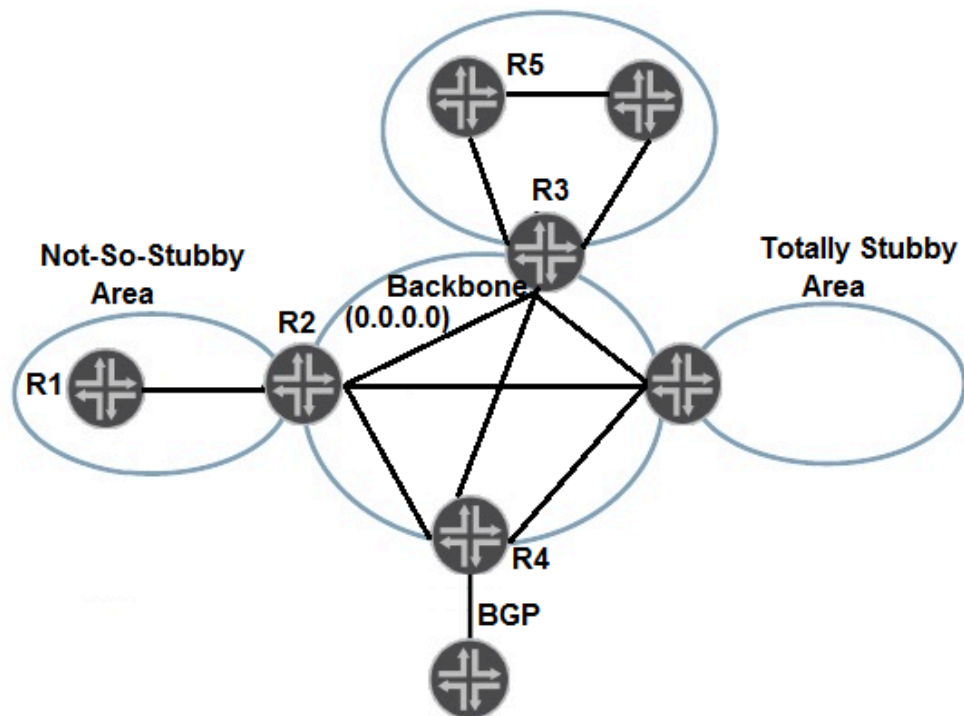 R5
R3
Not-So-Stubby
Area
Totally Stubby
Area
Backbone
(0.0.0.0)
R2
R1
R4
BGP